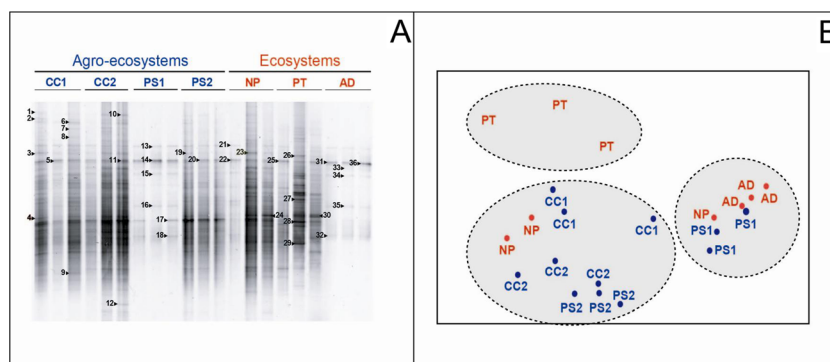 A
Agro-ecosystems Ecosystems
CC1 CC2 PS1 PS2 NP PT AD
1
2
6
7
8
10
3
5
11
13
14
15
19
20
21
22
23
25
26
31
36
33
34
16
17
18
4
24
27
28
29
30
35
32
9
12
B
PT
PT
PT
CC1
CC1
CC1
NP
NP
CC2
CC2
CC2
PS2
PS2
PS2
AD
AD
AD
NP
PS1
PS1
PS1